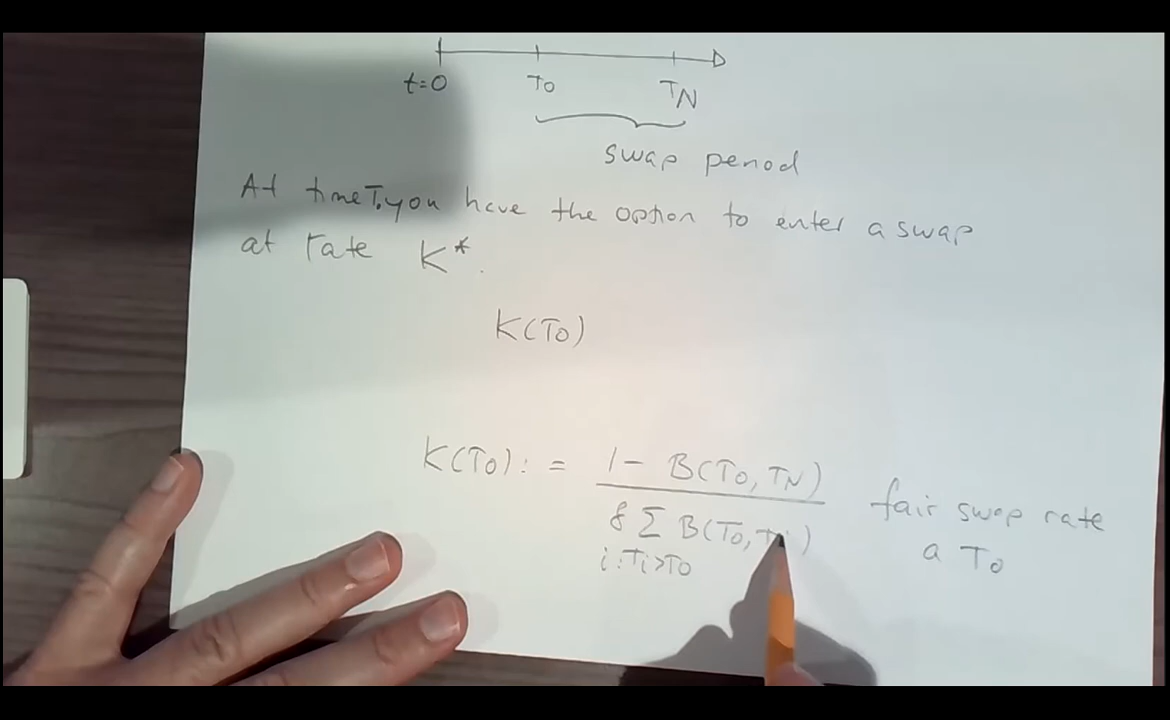 t=0 T0 TN
swap period
At time T0 you have the option to enter a swap
at rate K*.
K(T0)
K(T0) := 1 - B(T0, TN) fair swap rate
δ Σ B(T0, Ti) a T0
i:Ti>T0